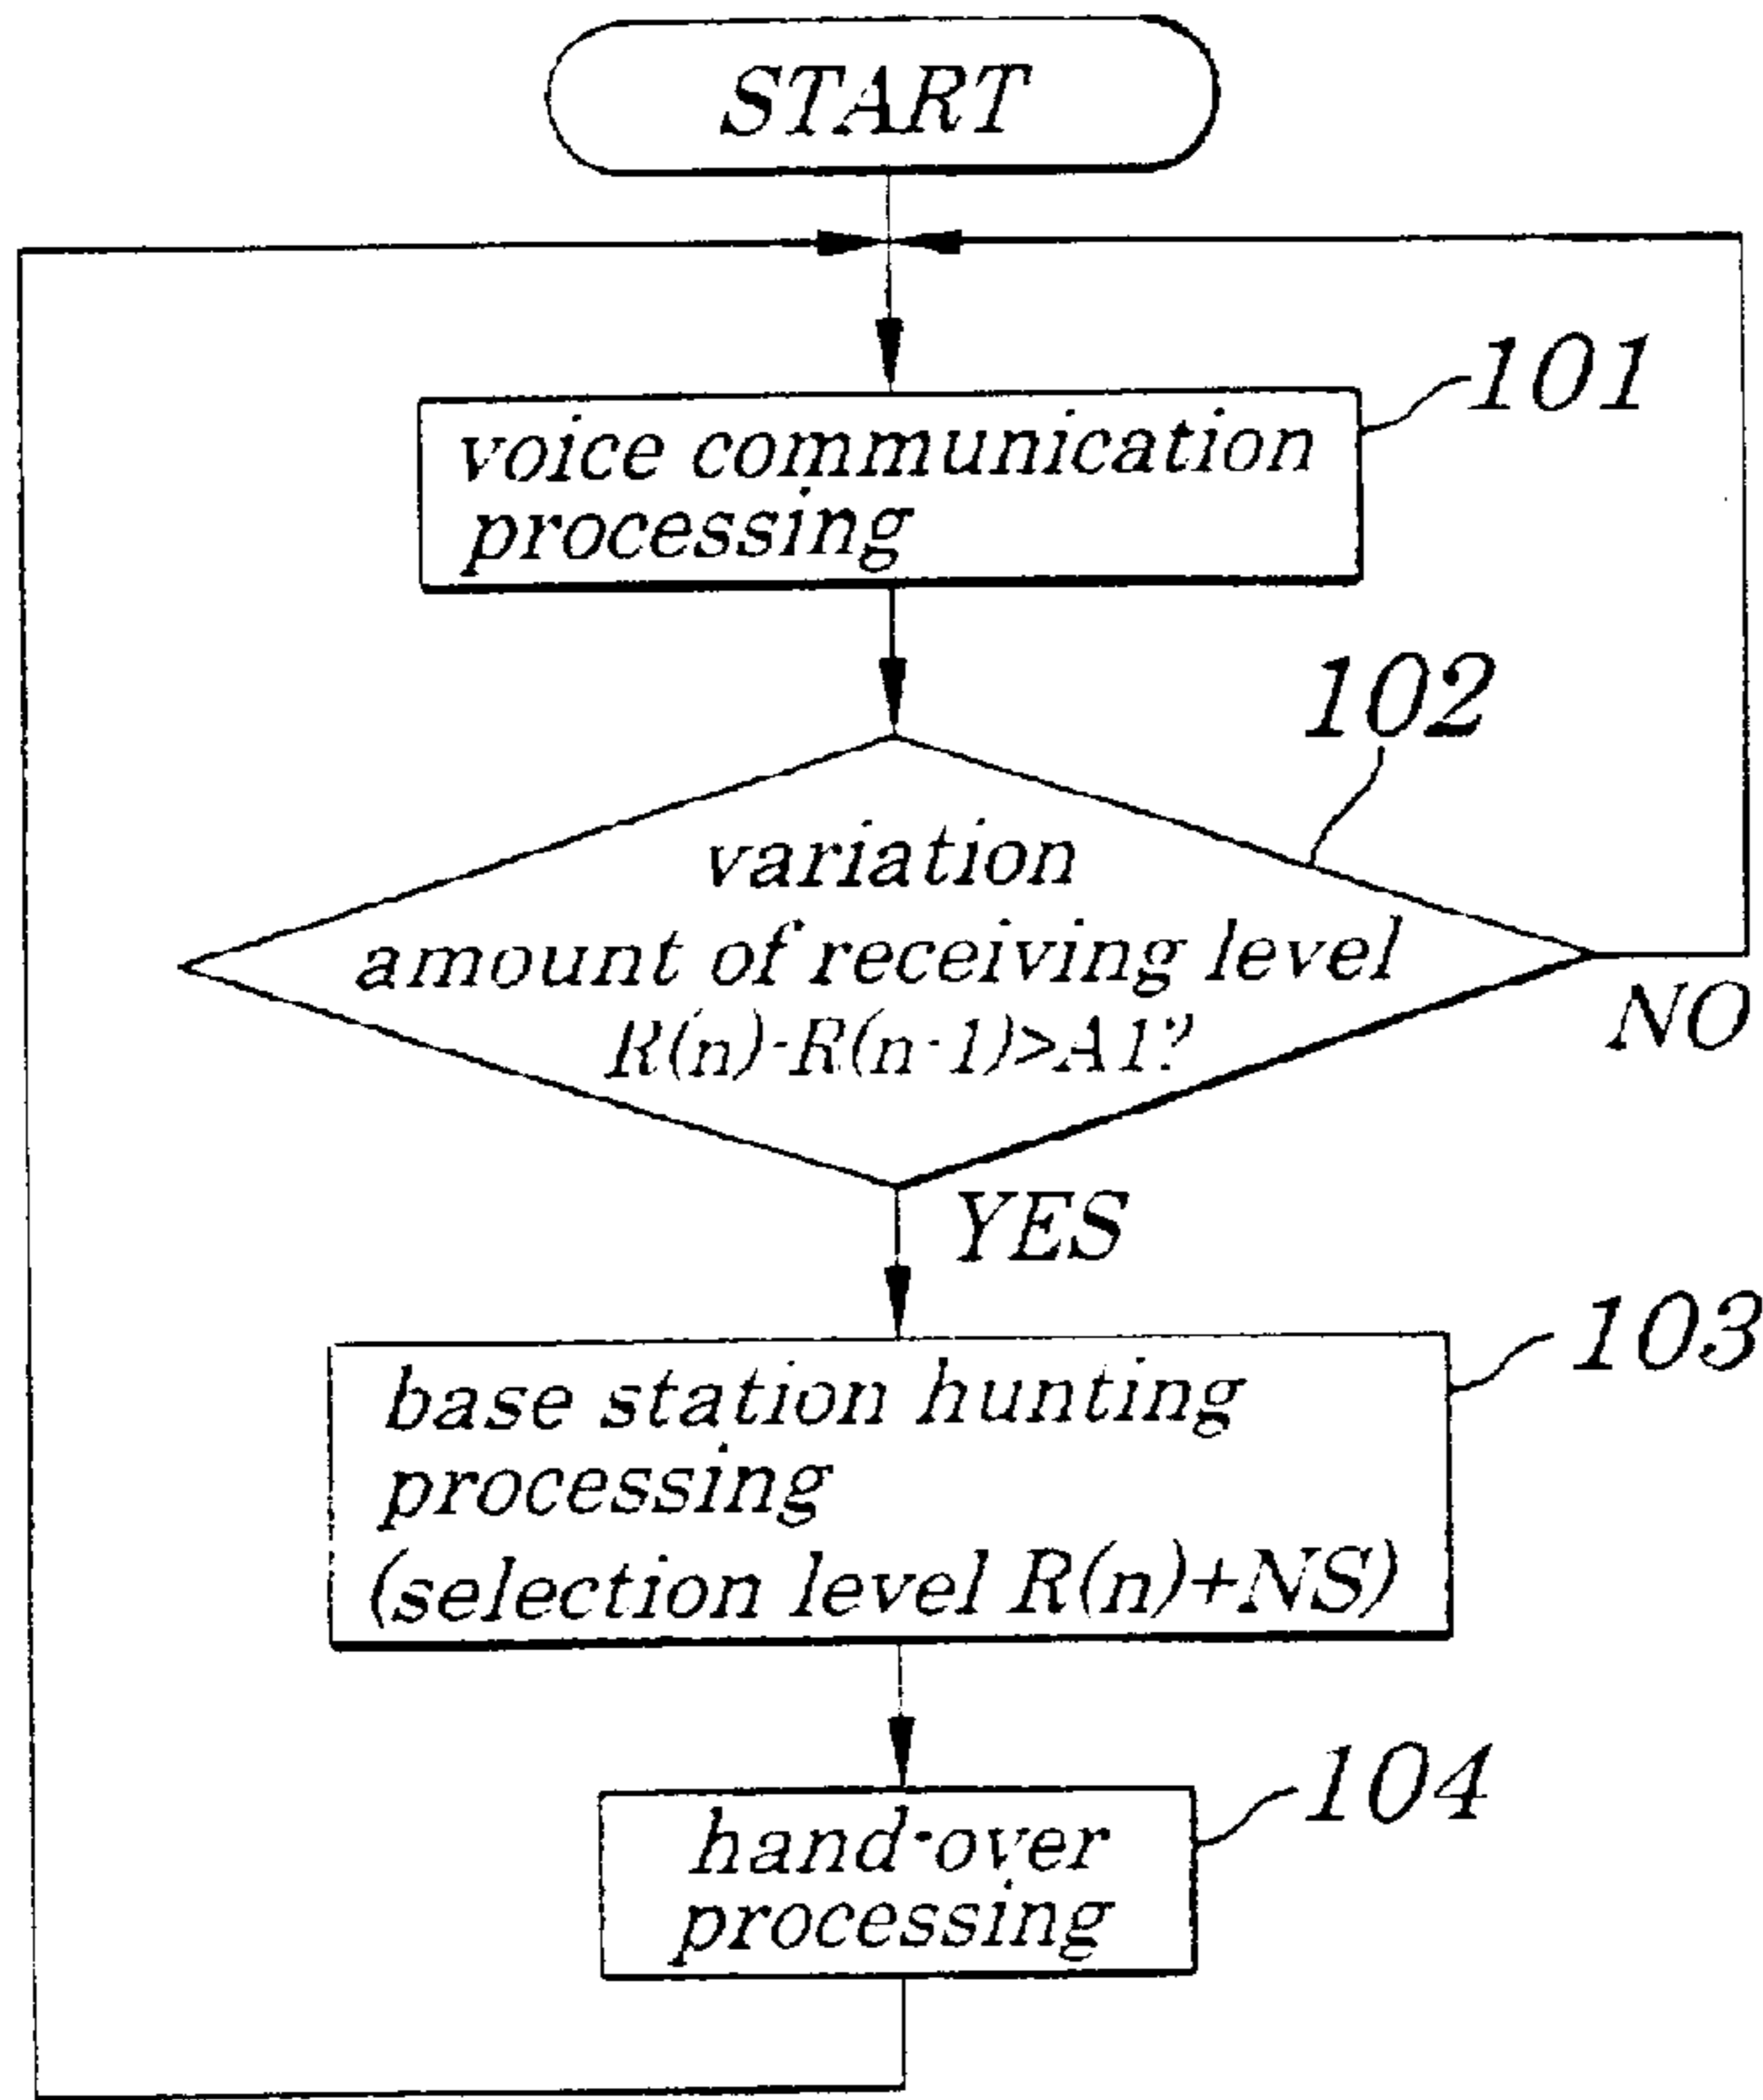 START
101
voice communication
processing
102
variation
amount of receiving level
R(n)-R(n-1)>A1?
NO
YES
103
base station hunting
processing
(selection level R(n)+NS)
104
hand-over
processing